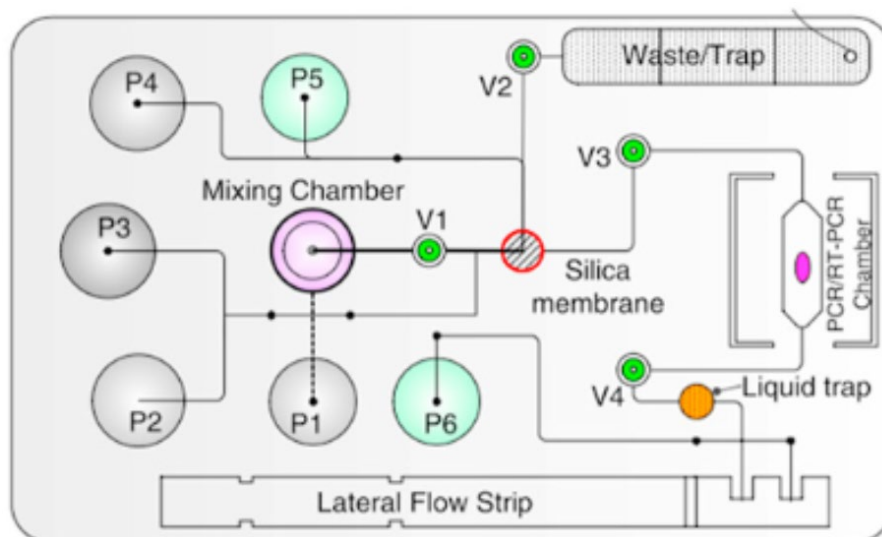 P4
P5
V2
Waste/Trap
V3
Mixing Chamber
V1
P3
Silica
membrane
PCR/RT-PCR
Chamber
P2
P1
P6
V4
Liquid trap
Lateral Flow Strip